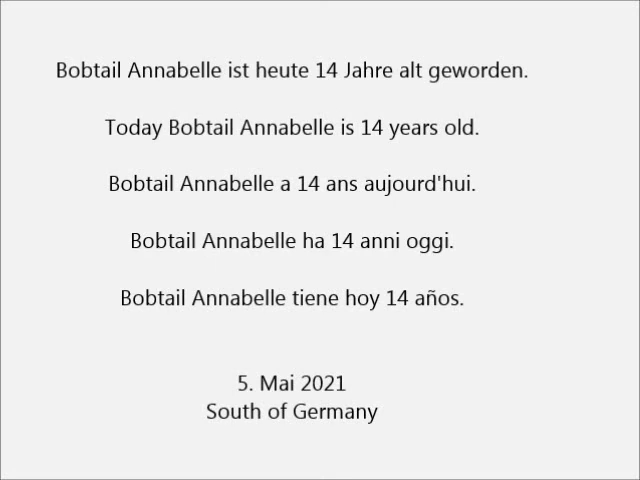 Bobtail Annabelle ist heute 14 Jahre alt geworden.
Today Bobtail Annabelle is 14 years old.
Bobtail Annabelle a 14 ans aujourd'hui.
Bobtail Annabelle ha 14 anni oggi.
Bobtail Annabelle tiene hoy 14 años.
5. Mai 2021
South of Germany